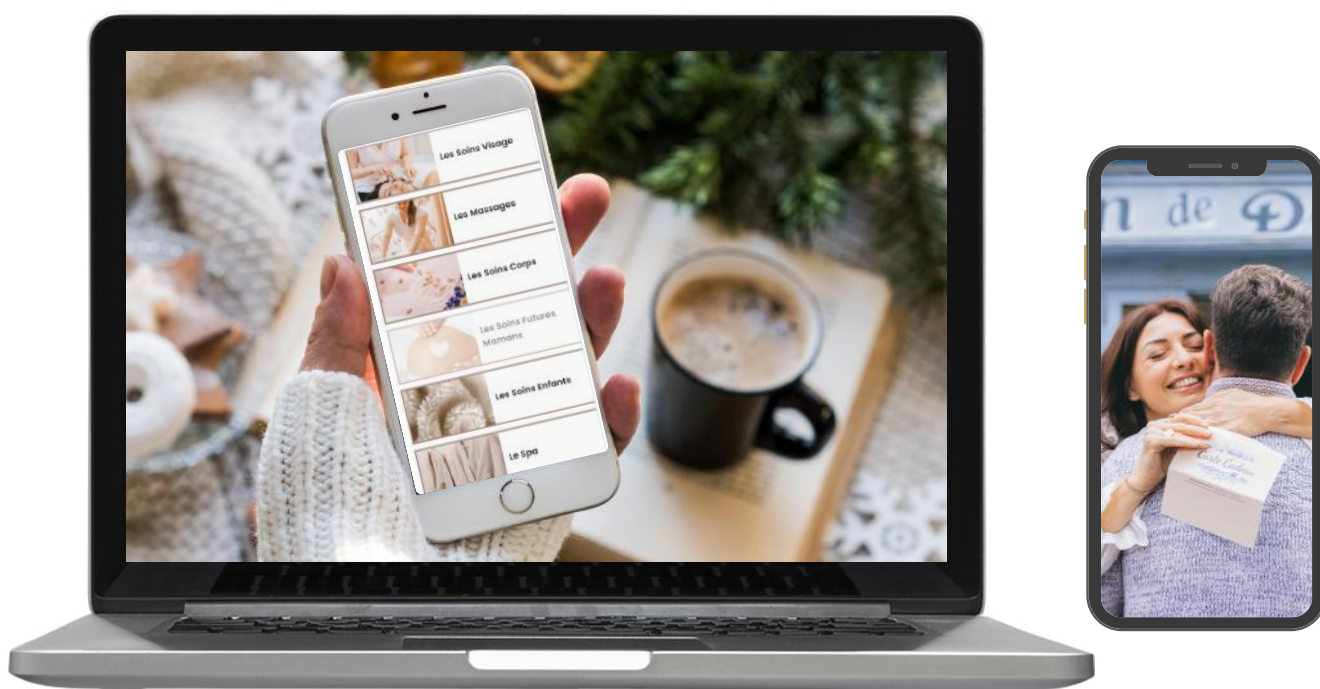 Les Soins Visage
Les Massages
Les Soins Corps
Les Soins Futures
Mamans
Les Soins Enfants
Le Spa
n de D
Carte Cadeau